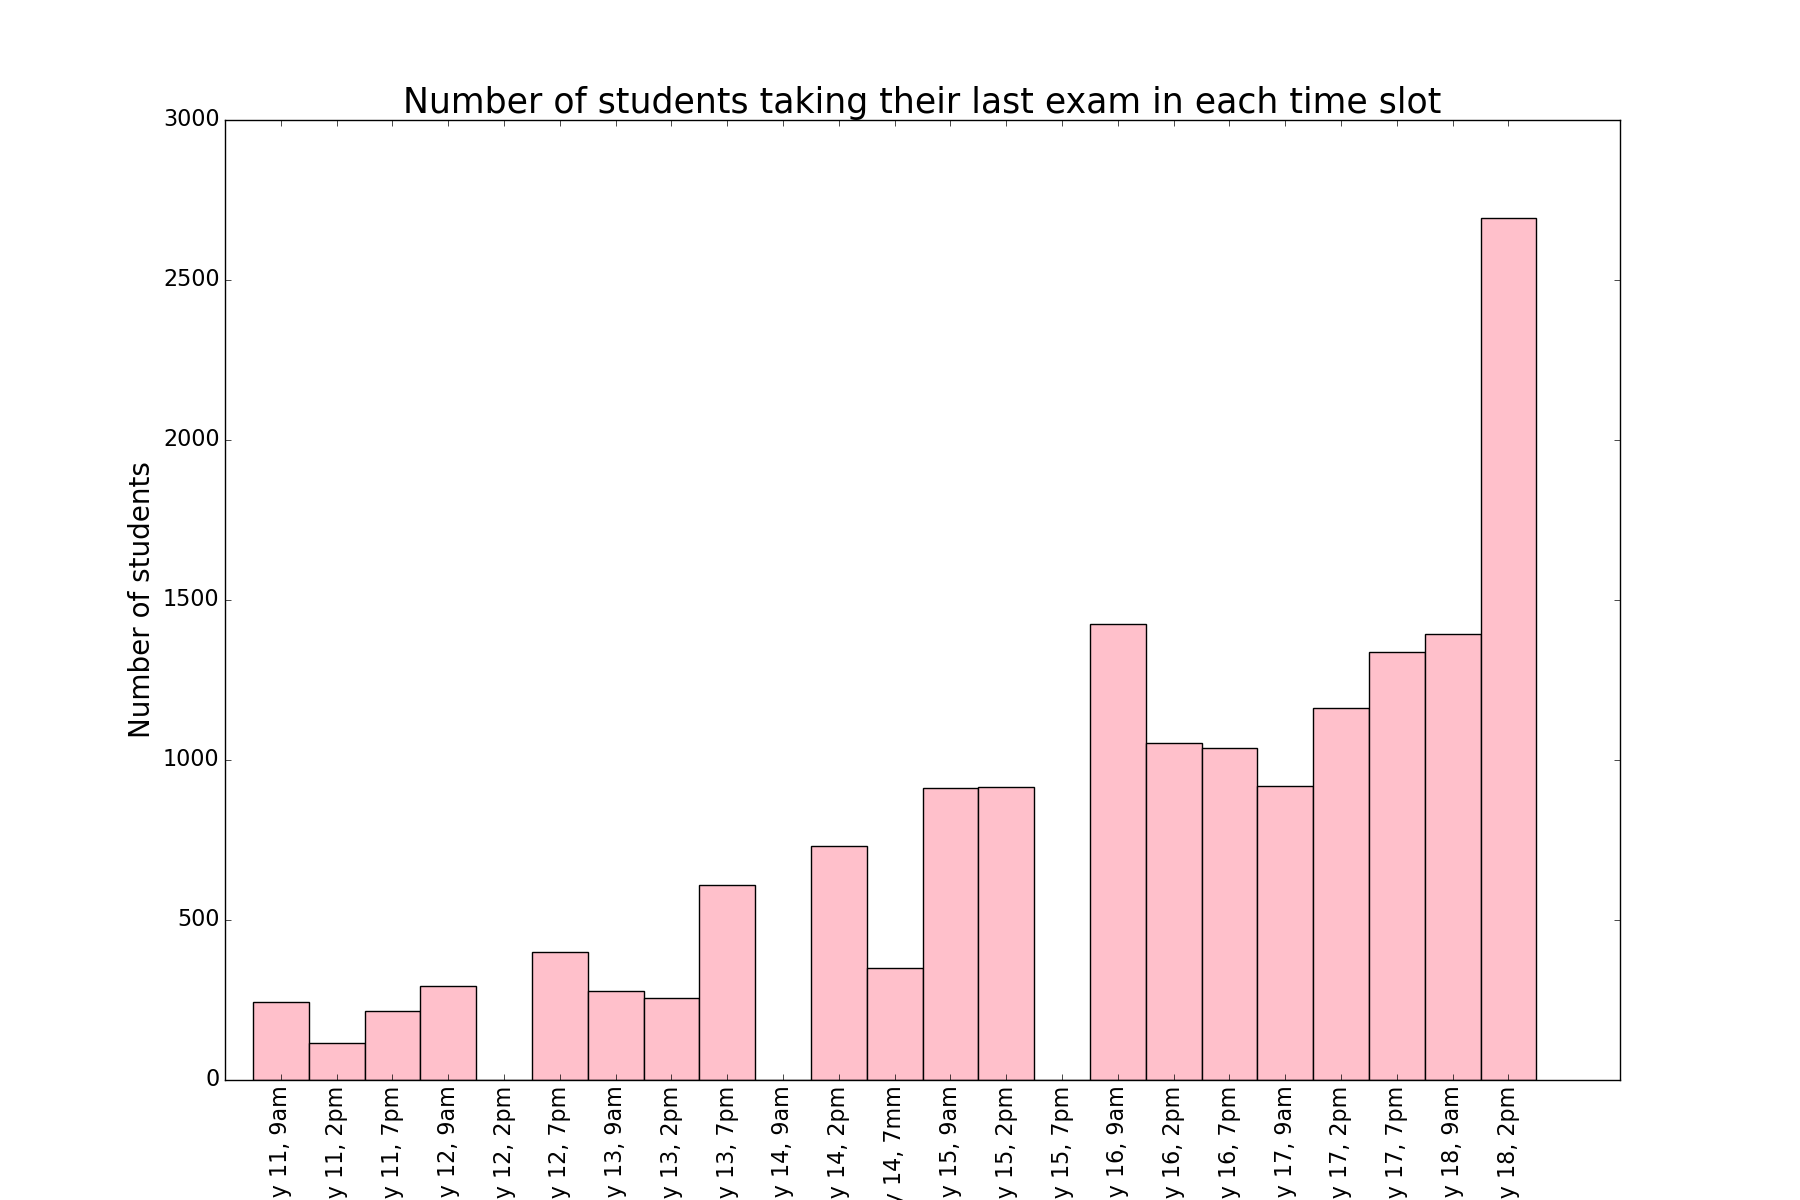 Number of students taking their last exam in each time slot
3000
2500
2000
1500
1000
500
0
Number of students
y 11, 9am
y 11, 2pm
y 11, 7pm
y 12, 9am
y 12, 2pm
y 12, 7pm
y 13, 9am
y 13, 2pm
y 13, 7pm
y 14, 9am
y 14, 2pm
y 14, 7mm
y 15, 9am
y 15, 2pm
y 15, 7pm
y 16, 9am
y 16, 2pm
y 16, 7pm
y 17, 9am
y 17, 2pm
y 17, 7pm
y 18, 9am
y 18, 2pm